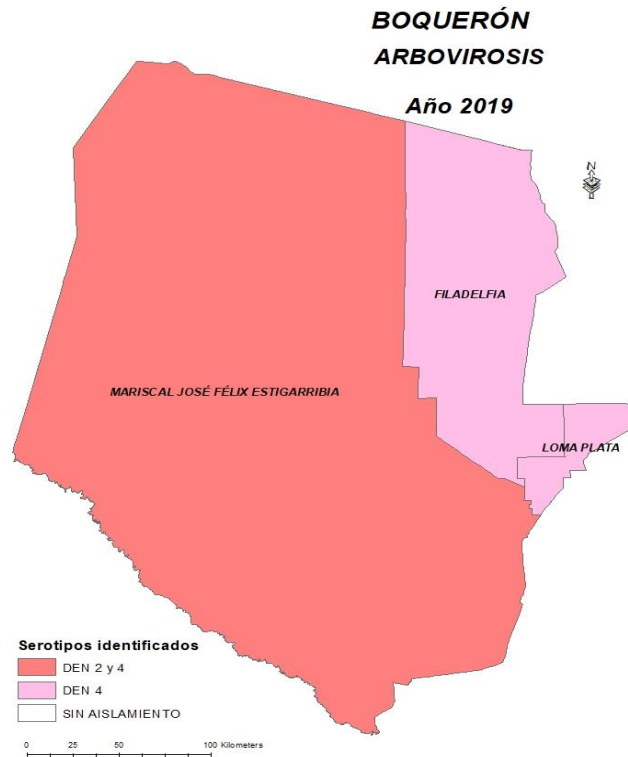 BOQUERÓN
ARBOVIROSIS
Año 2019
N
FILADELFIA
MARISCAL JOSÉ FÉLIX ESTIGARRIBIA
LOMA PLATA
Serotipos identificados
DEN 2 y 4
DEN 4
SIN AISLAMIENTO
0 25 50 100 Kilometers